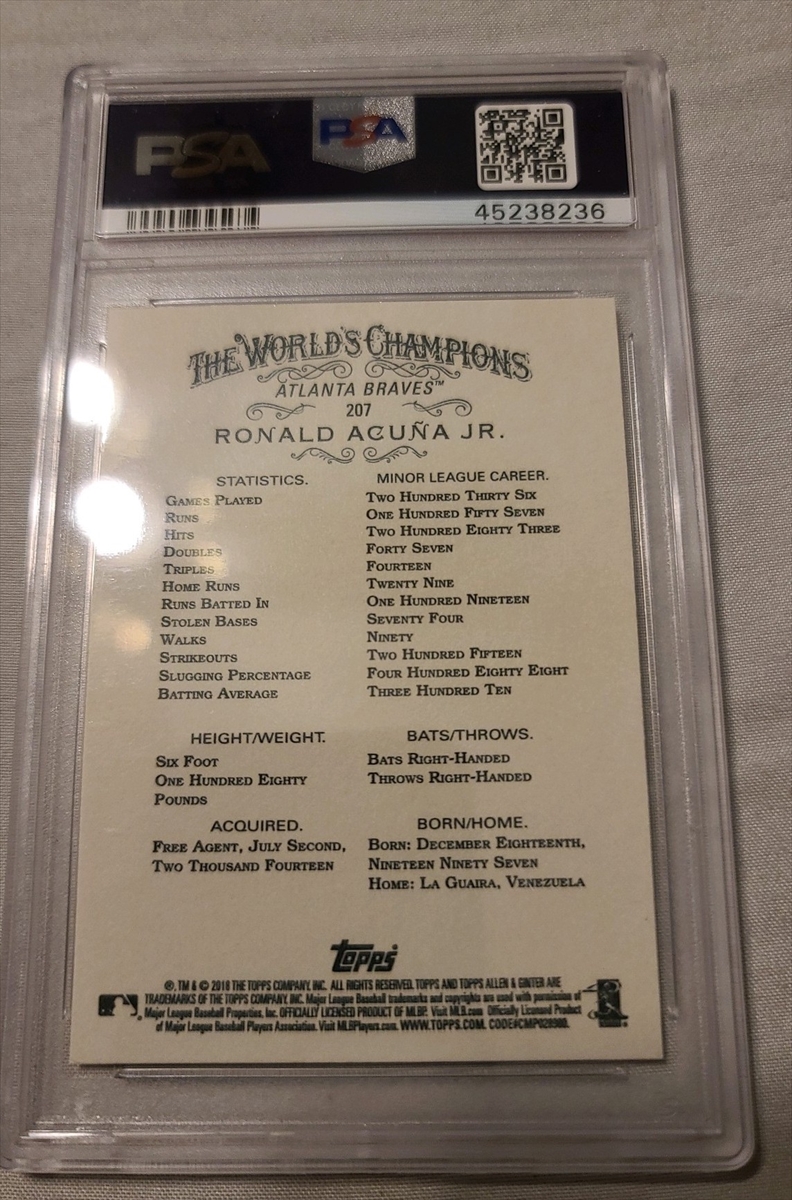 PSA
PSA
45238236
THE WORLD'S CHAMPIONS
ATLANTA BRAVES™
207
RONALD ACUÑA JR.
STATISTICS. MINOR LEAGUE CAREER.
GAMES PLAYED TWO HUNDRED THIRTY SIX
RUNS ONE HUNDRED FIFTY SEVEN
HITS TWO HUNDRED EIGHTY THREE
DOUBLES FORTY SEVEN
TRIPLES FOURTEEN
HOME RUNS TWENTY NINE
RUNS BATTED IN ONE HUNDRED NINETEEN
STOLEN BASES SEVENTY FOUR
WALKS NINETY
STRIKEOUTS TWO HUNDRED FIFTEEN
SLUGGING PERCENTAGE FOUR HUNDRED EIGHTY EIGHT
BATTING AVERAGE THREE HUNDRED TEN
HEIGHT/WEIGHT.
SIX FOOT
ONE HUNDRED EIGHTY
POUNDS
BATS/THROWS.
BATS RIGHT-HANDED
THROWS RIGHT-HANDED
ACQUIRED.
FREE AGENT, JULY SECOND,
TWO THOUSAND FOURTEEN
BORN/HOME.
BORN: DECEMBER EIGHTEENTH,
NINETEEN NINETY SEVEN
HOME: LA GUAIRA, VENEZUELA
Topps
®, TM & © 2018 THE TOPPS COMPANY, INC. ALL RIGHTS RESERVED. TOPPS AND TOPPS ALLEN & GINTER ARE
TRADEMARKS OF THE TOPPS COMPANY, INC. Major League Baseball trademarks and copyrights are used with permission of
Major League Baseball Properties, Inc. OFFICIALLY LICENSED PRODUCT OF MLBP. Visit MLB.com Officially Licensed Product
of Major League Baseball Players Association. Visit MLBPlayers.com. WWW.TOPPS.COM. CODE#CMP028980.